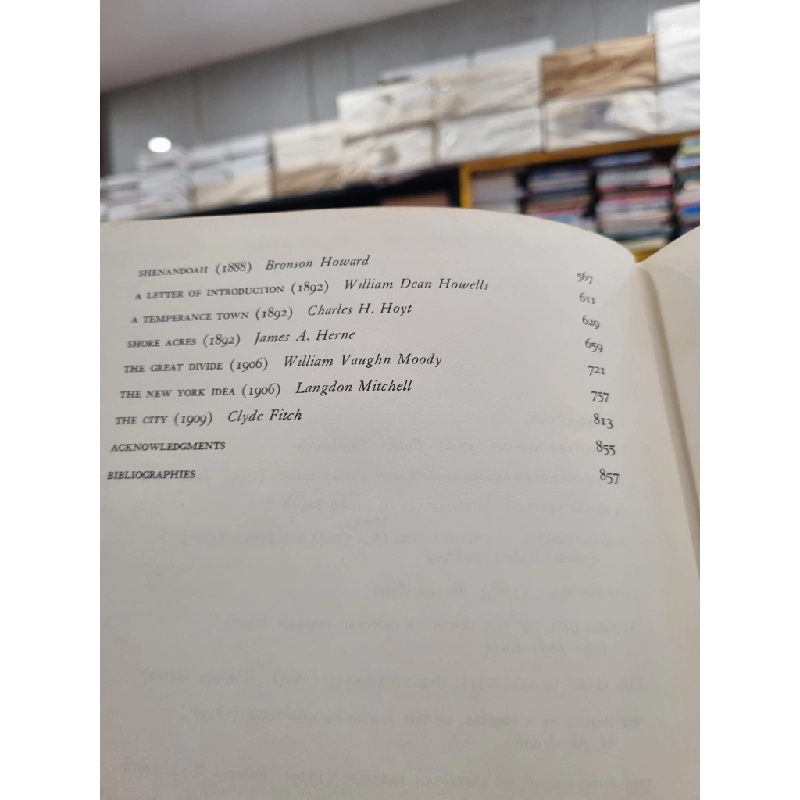 SHENANDOAH (1888) Bronson Howard 567
A LETTER OF INTRODUCTION (1892) William Dean Howells 611
A TEMPERANCE TOWN (1892) Charles H. Hoyt 629
SHORE ACRES (1892) James A. Herne 659
THE GREAT DIVIDE (1906) William Vaughn Moody 721
THE NEW YORK IDEA (1906) Langdon Mitchell 757
THE CITY (1909) Clyde Fitch 813
ACKNOWLEDGMENTS 855
BIBLIOGRAPHIES 857